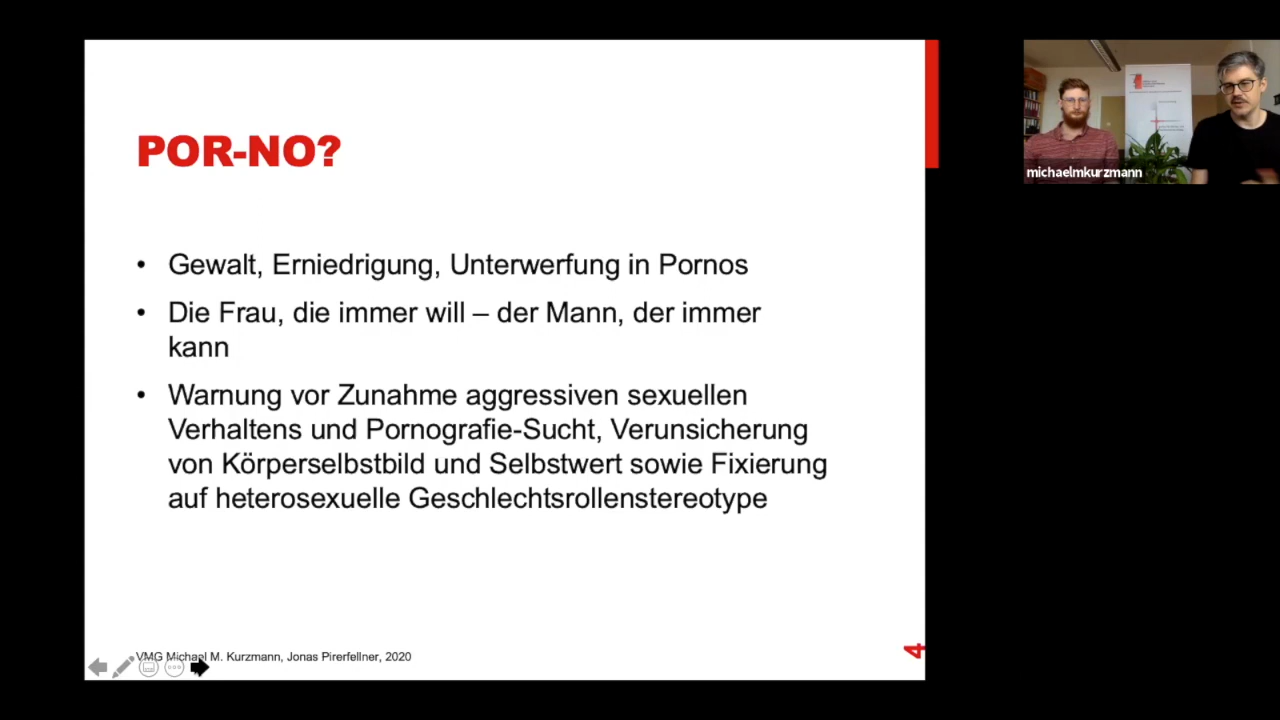 POR-NO?
• Gewalt, Erniedrigung, Unterwerfung in Pornos
• Die Frau, die immer will – der Mann, der immer
kann
• Warnung vor Zunahme aggressiven sexuellen
Verhaltens und Pornografie-Sucht, Verunsicherung
von Körperselbstbild und Selbstwert sowie Fixierung
auf heterosexuelle Geschlechtsrollenstereotype
VMG Michael M. Kurzmann, Jonas Pirerfellner, 2020
4
michaelmkurzmann